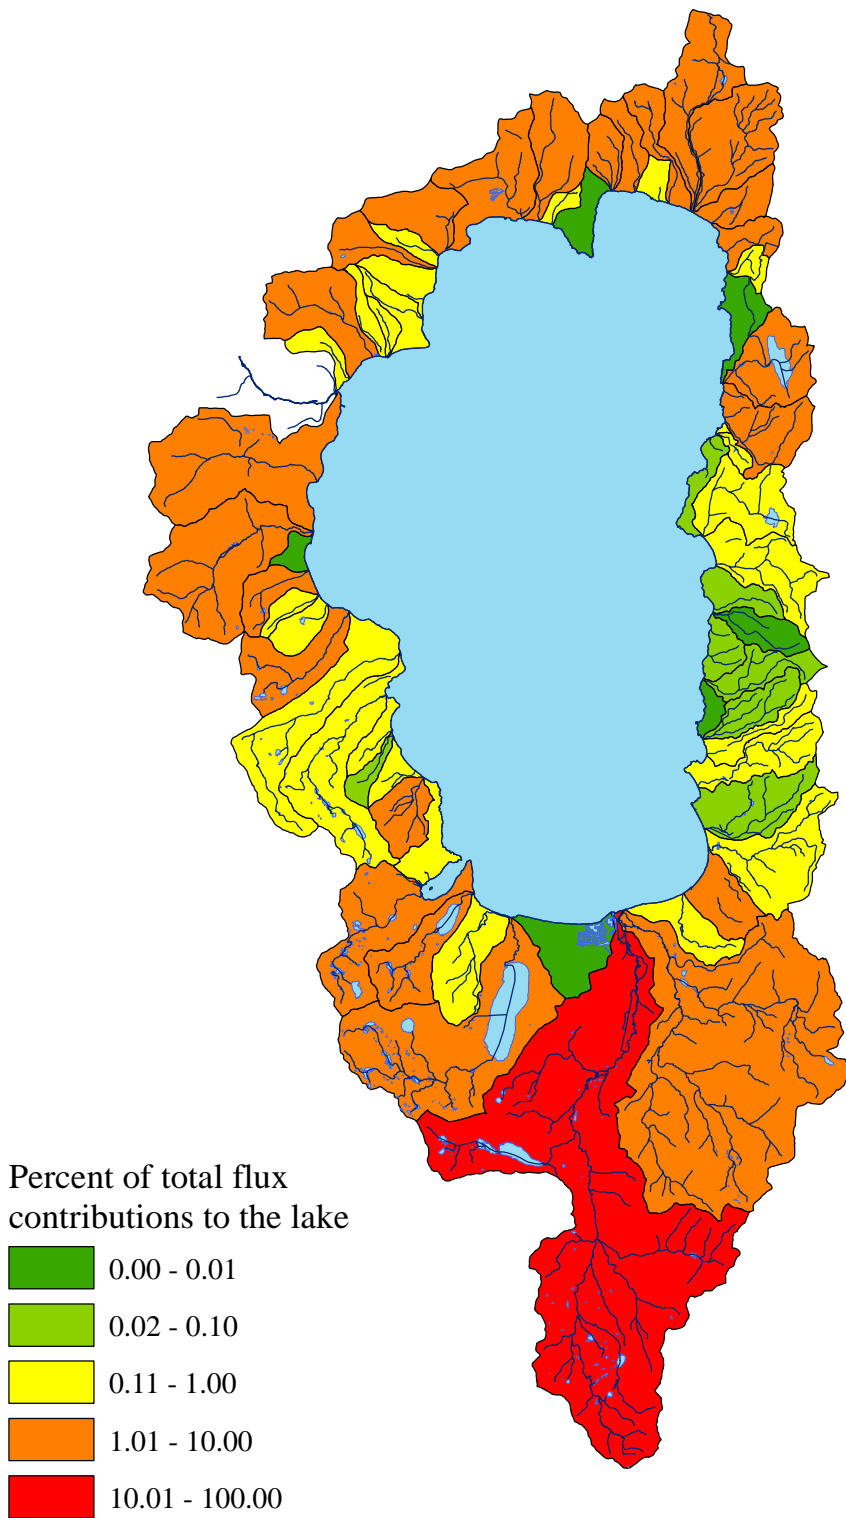 Percent of total flux
contributions to the lake
0.00 - 0.01
0.02 - 0.10
0.11 - 1.00
1.01 - 10.00
10.01 - 100.00